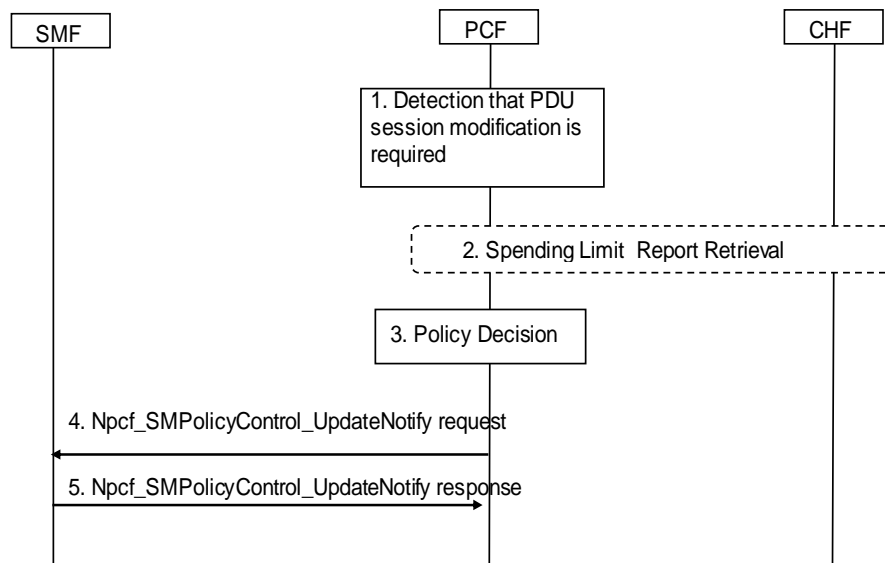 SMF
PCF
CHF
1. Detection that PDU
session modification is
required
2. Spending Limit Report Retrieval
3. Policy Decision
4. Npcf_SMPolicyControl_UpdateNotify request
5. Npcf_SMPolicyControl_UpdateNotify response